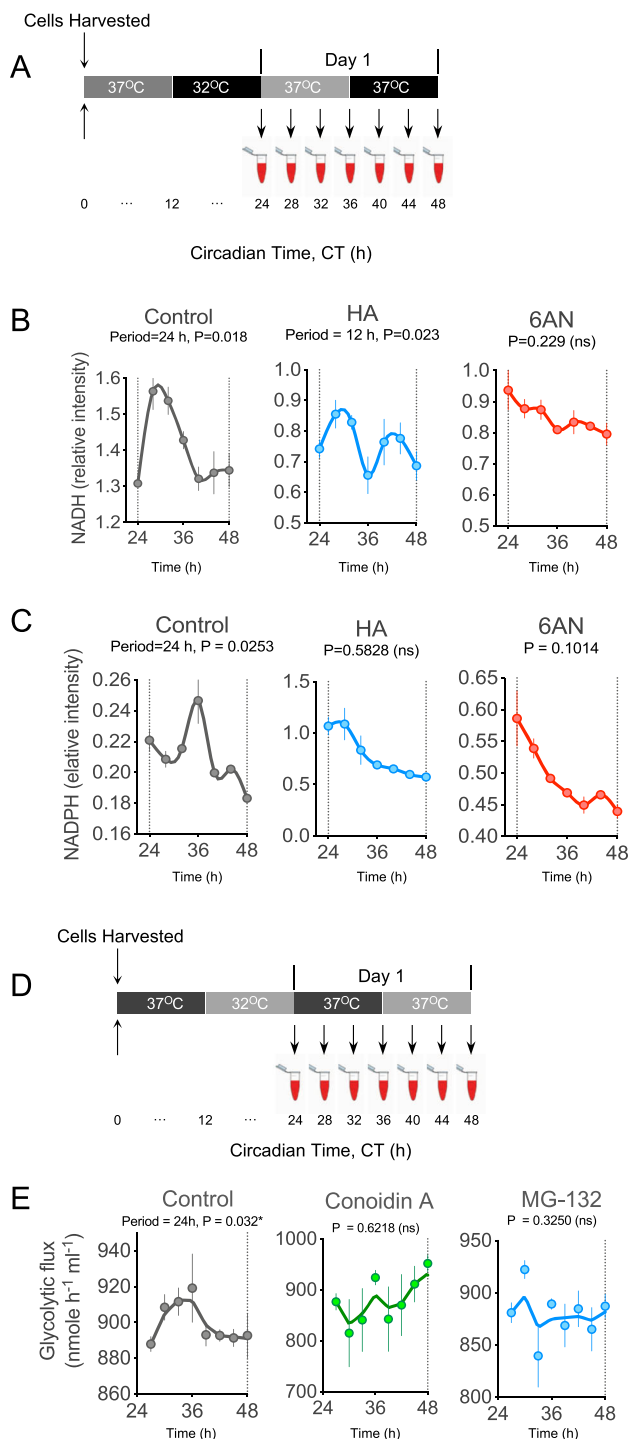 Cells Harvested
A
Day 1
37OC 32OC 37OC 37OC
0 ... 12 ... 24 28 32 36 40 44 48
Circadian Time, CT (h)
B
Control HA 6AN
Period=24 h, P=0.018 Period = 12 h, P=0.023 P=0.229 (ns)
NADH (relative intensity)
1.6 1.5 1.4 1.3 1.2
24 36 48
Time (h)
1.0 0.9 0.8 0.7 0.6 0.5
24 36 48
Time (h)
1.0 0.9 0.8 0.7 0.6 0.5
24 36 48
Time (h)
C
Control HA 6AN
Period=24 h, P = 0.0253 P=0.5828 (ns) P = 0.1014
NADPH (elative intensity)
0.26 0.24 0.22 0.20 0.18 0.16
24 36 48
Time (h)
1.5 1.0 0.5 0.0
24 36 48
Time (h)
0.65 0.60 0.55 0.50 0.45 0.40
24 36 48
Time (h)
Cells Harvested
D
Day 1
37OC 32OC 37OC 37OC
0 ... 12 ... 24 28 32 36 40 44 48
Circadian Time, CT (h)
E
Control Conoidin A MG-132
Period = 24h, P = 0.032* P = 0.6218 (ns) P = 0.3250 (ns)
Glycolytic flux
(nmole h-1 ml-1)
940 920 900 880 860
24 36 48
Time (h)
1000 900 800 700
24 36 48
Time (h)
950 900 850 800
24 36 48
Time (h)